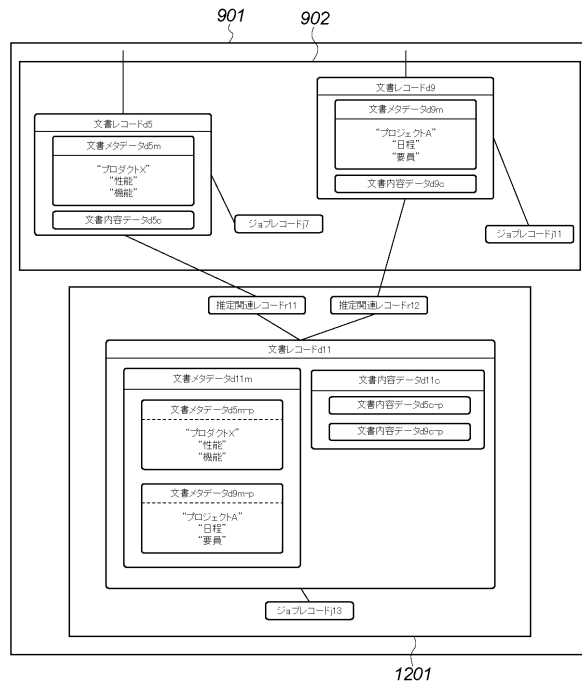 901
902
文書レコードd5
文書メタデータd5m
“プロダクトX”
“性能”
“機能”
文書内容データd5c
ジョブレコードj7
文書レコードd9
文書メタデータd9m
“プロジェクトA”
“日程”
“要員”
文書内容データd9c
ジョブレコードj11
推定関連レコードr11
推定関連レコードr12
文書レコードd11
文書メタデータd11m
文書メタデータd5m-p
“プロダクトX”
“性能”
“機能”
文書メタデータd9m-p
“プロジェクトA”
“日程”
“要員”
文書内容データd11c
文書内容データd5c-p
文書内容データd9c-p
ジョブレコードj13
1201